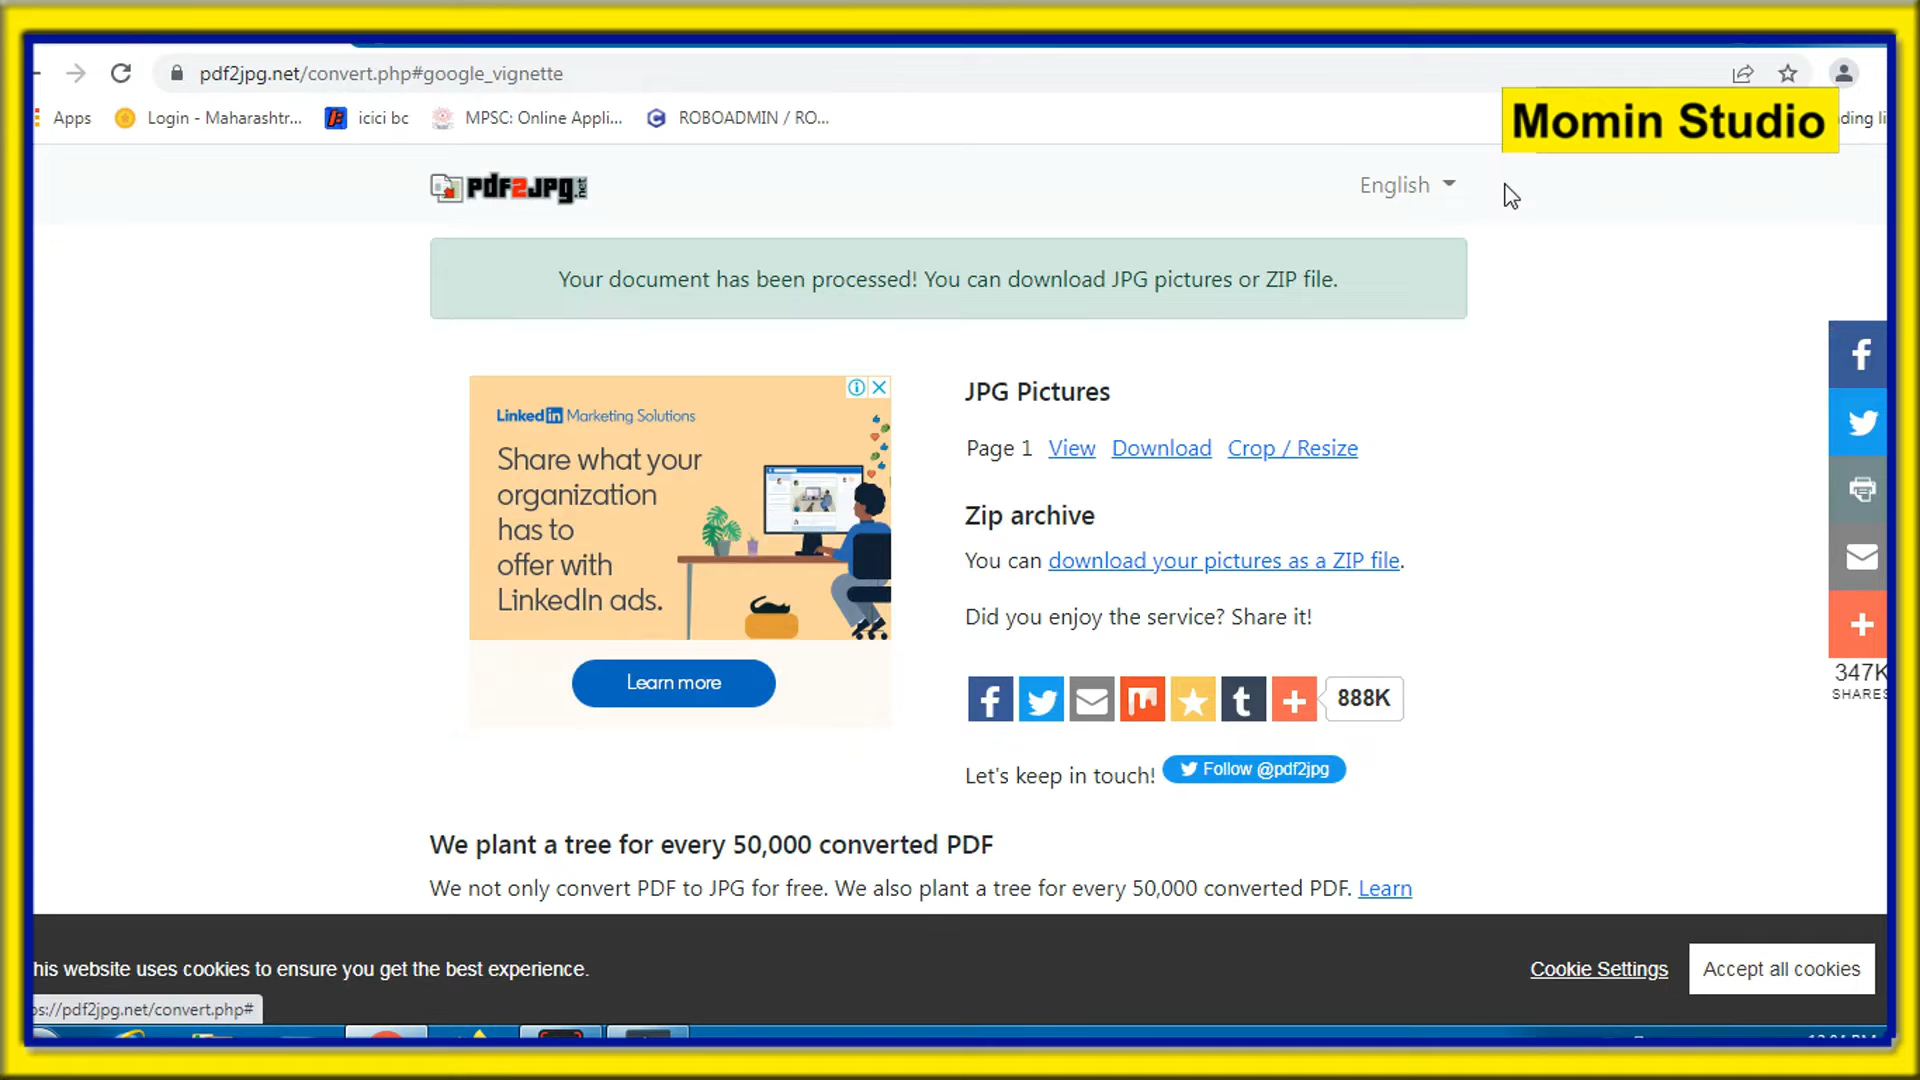 pdf2jpg.net/convert.php#google_vignette
Apps
Login - Maharashtr...
icici bc
MPSC: Online Appli...
ROBOADMIN / RO...
Momin Studio
pdf2jpg.net
English
Your document has been processed! You can download JPG pictures or ZIP file.
Linkedin Marketing Solutions
Share what your
organization
has to
offer with
LinkedIn ads.
Learn more
JPG Pictures
Page 1 View Download Crop / Resize
Zip archive
You can download your pictures as a ZIP file.
Did you enjoy the service? Share it!
888K
Let's keep in touch!
Follow @pdf2jpg
347K
SHARES
We plant a tree for every 50,000 converted PDF
We not only convert PDF to JPG for free. We also plant a tree for every 50,000 converted PDF. Learn
his website uses cookies to ensure you get the best experience.
Cookie Settings
Accept all cookies
ps://pdf2jpg.net/convert.php#